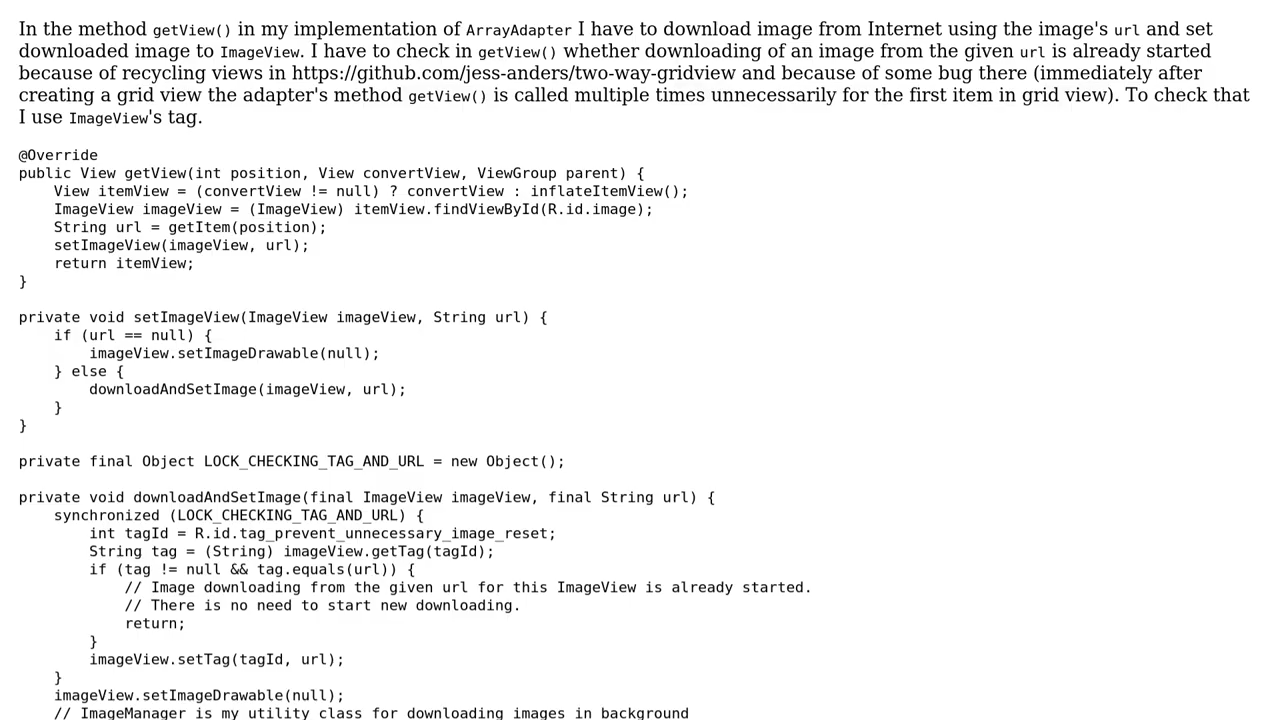 In the method getView() in my implementation of ArrayAdapter I have to download image from Internet using the image's url and set
downloaded image to ImageView. I have to check in getView() whether downloading of an image from the given url is already started
because of recycling views in https://github.com/jess-anders/two-way-gridview and because of some bug there (immediately after
creating a grid view the adapter's method getView() is called multiple times unnecessarily for the first item in grid view). To check that
I use ImageView's tag.
@Override
public View getView(int position, View convertView, ViewGroup parent) {
    View itemView = (convertView != null) ? convertView : inflateItemView();
    ImageView imageView = (ImageView) itemView.findViewById(R.id.image);
    String url = getItem(position);
    setImageView(imageView, url);
    return itemView;
}
private void setImageView(ImageView imageView, String url) {
    if (url == null) {
        imageView.setImageDrawable(null);
    } else {
        downloadAndSetImage(imageView, url);
    }
}
private final Object LOCK_CHECKING_TAG_AND_URL = new Object();
private void downloadAndSetImage(final ImageView imageView, final String url) {
    synchronized (LOCK_CHECKING_TAG_AND_URL) {
        int tagId = R.id.tag_prevent_unnecessary_image_reset;
        String tag = (String) imageView.getTag(tagId);
        if (tag != null && tag.equals(url)) {
            // Image downloading from the given url for this ImageView is already started.
            // There is no need to start new downloading.
            return;
        }
        imageView.setTag(tagId, url);
    }
    imageView.setImageDrawable(null);
    // ImageManager is my utility class for downloading images in background